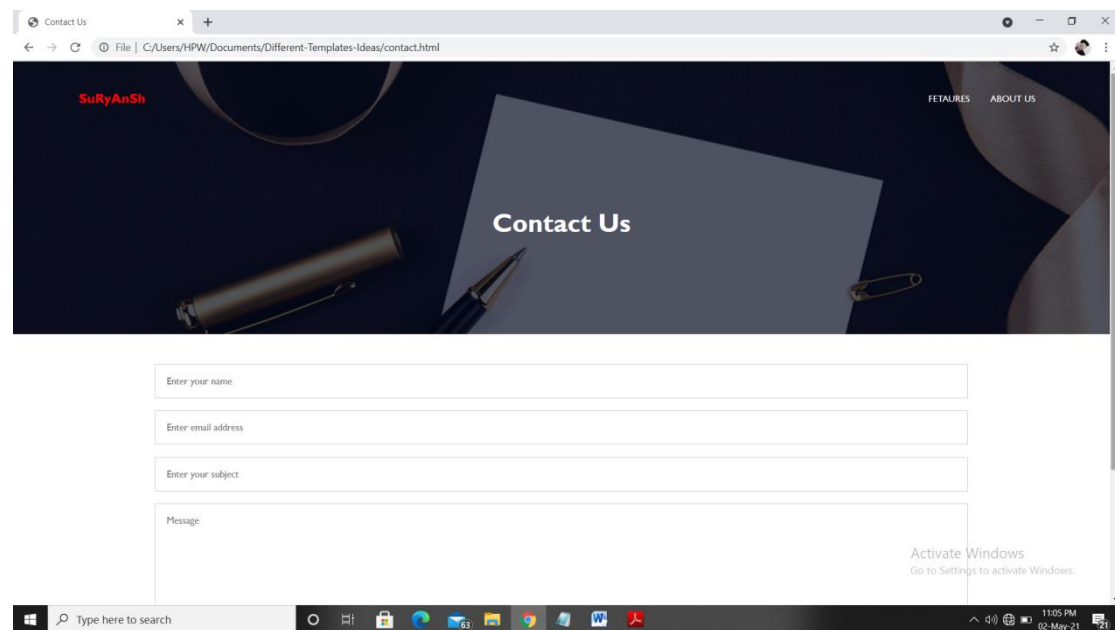 Contact Us
File | C:/Users/HPW/Documents/Different-Templates-Ideas/contact.html
SuRyAnSh
FETAURES ABOUT US
Contact Us
Enter your name
Enter email address
Enter your subject
Message
Activate Windows
Go to Settings to activate Windows.
Type here to search
63
11:05 PM
02-May-21
21